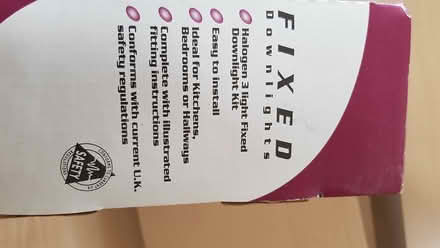 FIXED
Downlights
Halogen 3 light Fixed
Downlight Kit
Easy to install
Ideal for Kitchens,
Bedrooms or Hallways
Complete with illustrated
fitting instructions
Conforms with current U.K.
safety regulations
SAFETY